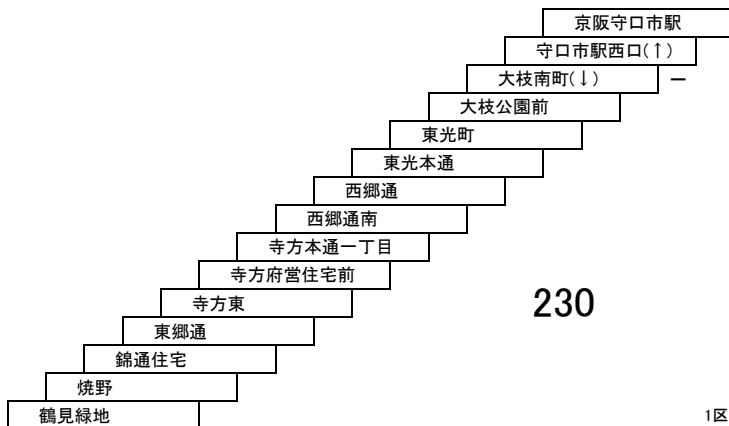 京阪守口市駅
守口市駅西口(↑)
大枝南町(↓) ー
大枝公園前
東光町
東光本通
西郷通
西郷通南
寺方本通一丁目
寺方府営住宅前
寺方東
230
東郷通
錦通住宅
焼野
鶴見緑地
1区